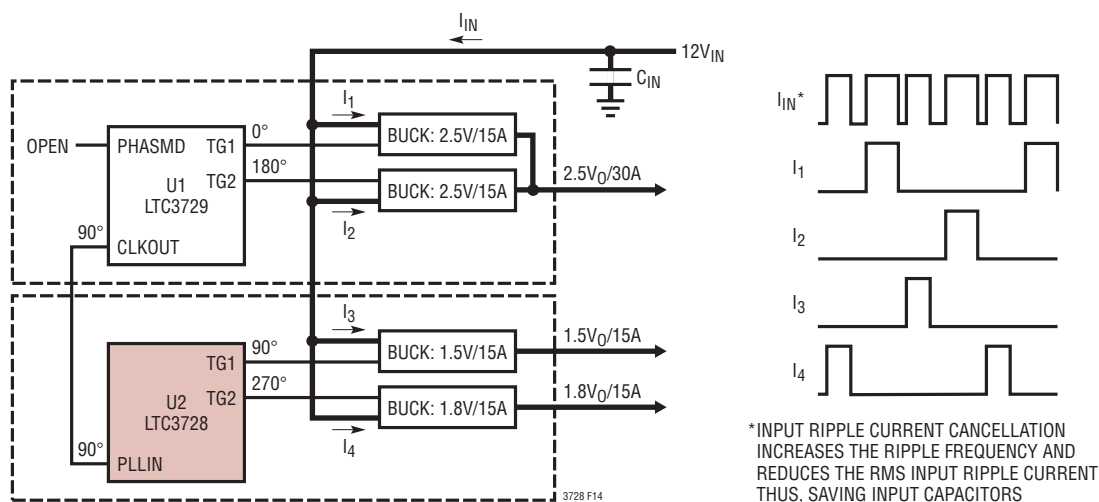 I_IN
12V_IN
C_IN
I_1
BUCK: 2.5V/15A
OPEN
PHASMD
TG1
0°
U1
LTC3729
TG2
180°
BUCK: 2.5V/15A
2.5V_O/30A
I_2
90°
CLKOUT
I_3
BUCK: 1.5V/15A
1.5V_O/15A
TG1
90°
U2
LTC3728
TG2
270°
BUCK: 1.8V/15A
1.8V_O/15A
I_4
90°
PLLIN
3728 F14
I_IN*
I_1
I_2
I_3
I_4
*INPUT RIPPLE CURRENT CANCELLATION
INCREASES THE RIPPLE FREQUENCY AND
REDUCES THE RMS INPUT RIPPLE CURRENT
THUS, SAVING INPUT CAPACITORS